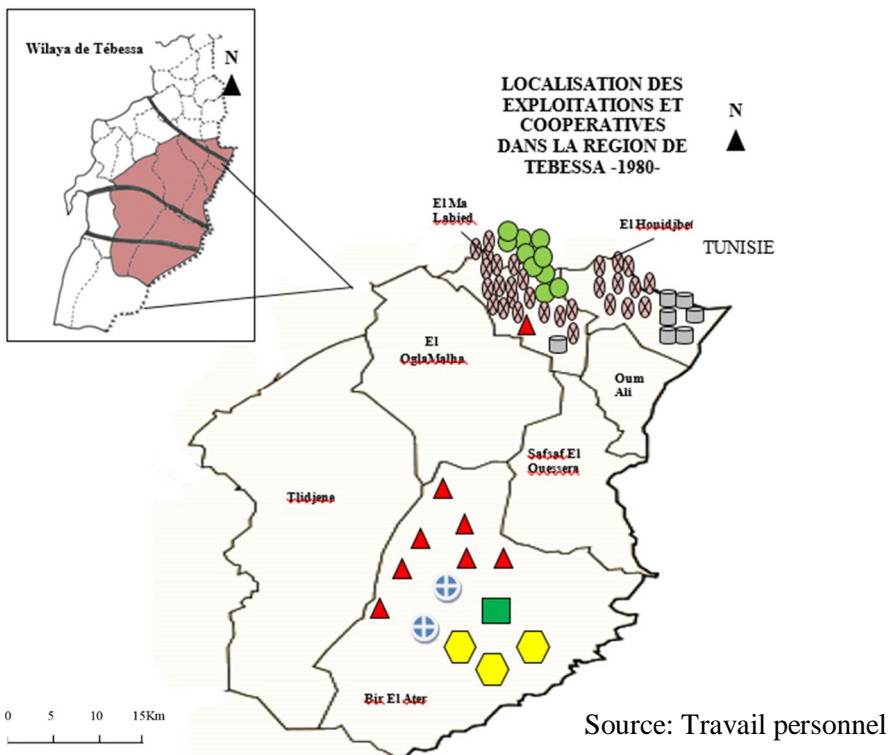 Wilaya de Tébessa
N
LOCALISATION DES
EXPLOITATIONS ET
COOPERATIVES
DANS LA REGION DE
TEBESSA -1980-
N
El Ma
Labied
El Houidjbet
TUNISIE
El
OglaMalha
Oum
Ali
Safsaf El
Ouessera
Tlidjene
Bir El Ater
0 5 10 15Km
Source: Travail personnel